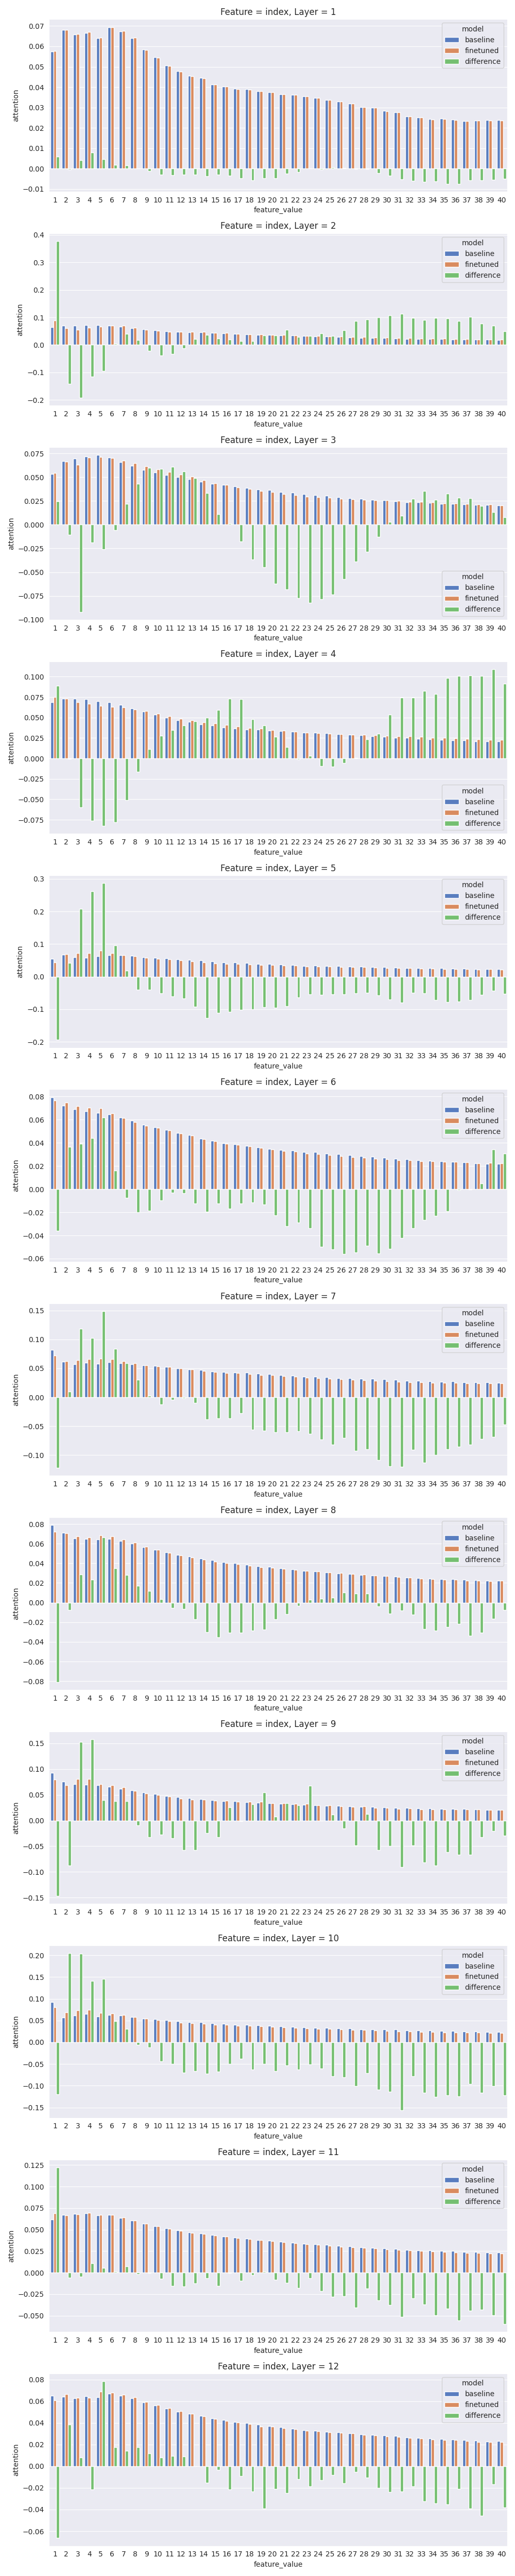 Feature = index, Layer = 1
0.07
0.06
0.05
0.04
0.03
0.02
0.01
0.00
−0.01
attention
model
baseline
finetuned
difference
1 2 3 4 5 6 7 8 9 10 11 12 13 14 15 16 17 18 19 20 21 22 23 24 25 26 27 28 29 30 31 32 33 34 35 36 37 38 39 40
feature_value
Feature = index, Layer = 2
0.4
0.3
0.2
0.1
0.0
−0.1
−0.2
attention
model
baseline
finetuned
difference
1 2 3 4 5 6 7 8 9 10 11 12 13 14 15 16 17 18 19 20 21 22 23 24 25 26 27 28 29 30 31 32 33 34 35 36 37 38 39 40
feature_value
Feature = index, Layer = 3
0.075
0.050
0.025
0.000
−0.025
−0.050
−0.075
−0.100
attention
model
baseline
finetuned
difference
1 2 3 4 5 6 7 8 9 10 11 12 13 14 15 16 17 18 19 20 21 22 23 24 25 26 27 28 29 30 31 32 33 34 35 36 37 38 39 40
feature_value
Feature = index, Layer = 4
0.100
0.075
0.050
0.025
0.000
−0.025
−0.050
−0.075
attention
model
baseline
finetuned
difference
1 2 3 4 5 6 7 8 9 10 11 12 13 14 15 16 17 18 19 20 21 22 23 24 25 26 27 28 29 30 31 32 33 34 35 36 37 38 39 40
feature_value
Feature = index, Layer = 5
0.3
0.2
0.1
0.0
−0.1
−0.2
attention
model
baseline
finetuned
difference
1 2 3 4 5 6 7 8 9 10 11 12 13 14 15 16 17 18 19 20 21 22 23 24 25 26 27 28 29 30 31 32 33 34 35 36 37 38 39 40
feature_value
Feature = index, Layer = 6
0.08
0.06
0.04
0.02
0.00
−0.02
−0.04
−0.06
attention
model
baseline
finetuned
difference
1 2 3 4 5 6 7 8 9 10 11 12 13 14 15 16 17 18 19 20 21 22 23 24 25 26 27 28 29 30 31 32 33 34 35 36 37 38 39 40
feature_value
Feature = index, Layer = 7
0.15
0.10
0.05
0.00
−0.05
−0.10
attention
model
baseline
finetuned
difference
1 2 3 4 5 6 7 8 9 10 11 12 13 14 15 16 17 18 19 20 21 22 23 24 25 26 27 28 29 30 31 32 33 34 35 36 37 38 39 40
feature_value
Feature = index, Layer = 8
0.08
0.06
0.04
0.02
0.00
−0.02
−0.04
−0.06
−0.08
attention
model
baseline
finetuned
difference
1 2 3 4 5 6 7 8 9 10 11 12 13 14 15 16 17 18 19 20 21 22 23 24 25 26 27 28 29 30 31 32 33 34 35 36 37 38 39 40
feature_value
Feature = index, Layer = 9
0.15
0.10
0.05
0.00
−0.05
−0.10
−0.15
attention
model
baseline
finetuned
difference
1 2 3 4 5 6 7 8 9 10 11 12 13 14 15 16 17 18 19 20 21 22 23 24 25 26 27 28 29 30 31 32 33 34 35 36 37 38 39 40
feature_value
Feature = index, Layer = 10
0.20
0.15
0.10
0.05
0.00
−0.05
−0.10
−0.15
attention
model
baseline
finetuned
difference
1 2 3 4 5 6 7 8 9 10 11 12 13 14 15 16 17 18 19 20 21 22 23 24 25 26 27 28 29 30 31 32 33 34 35 36 37 38 39 40
feature_value
Feature = index, Layer = 11
0.125
0.100
0.075
0.050
0.025
0.000
−0.025
−0.050
attention
model
baseline
finetuned
difference
1 2 3 4 5 6 7 8 9 10 11 12 13 14 15 16 17 18 19 20 21 22 23 24 25 26 27 28 29 30 31 32 33 34 35 36 37 38 39 40
feature_value
Feature = index, Layer = 12
0.08
0.06
0.04
0.02
0.00
−0.02
−0.04
−0.06
attention
model
baseline
finetuned
difference
1 2 3 4 5 6 7 8 9 10 11 12 13 14 15 16 17 18 19 20 21 22 23 24 25 26 27 28 29 30 31 32 33 34 35 36 37 38 39 40
feature_value